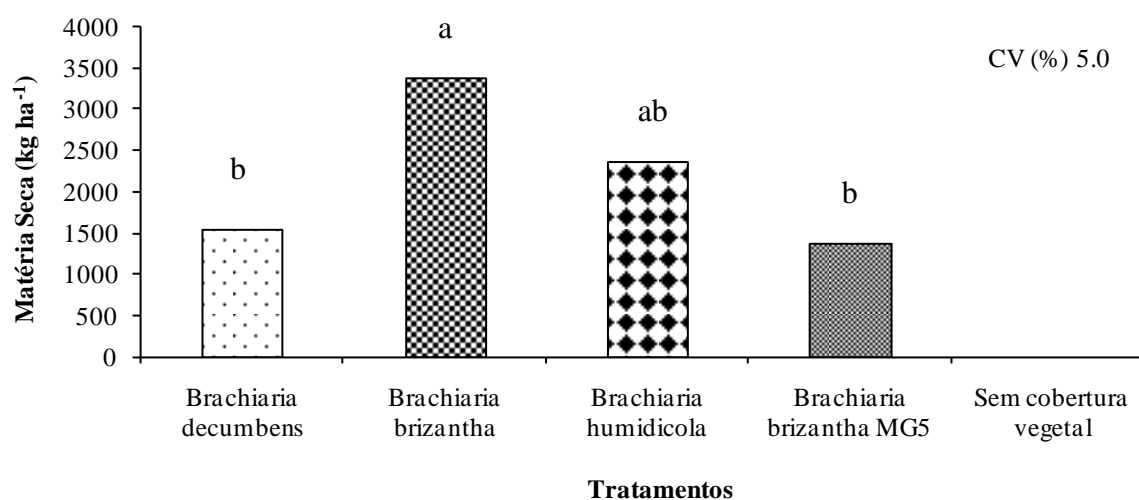 4000
a
3500
CV (%) 5.0
3000
ab
2500
b
b
2000
1500
1000
500
0
Matéria Seca (kg ha⁻¹)
Brachiaria decumbens
Brachiaria brizantha
Brachiaria humidicola
Brachiaria brizantha MG5
Sem cobertura vegetal
Tratamentos